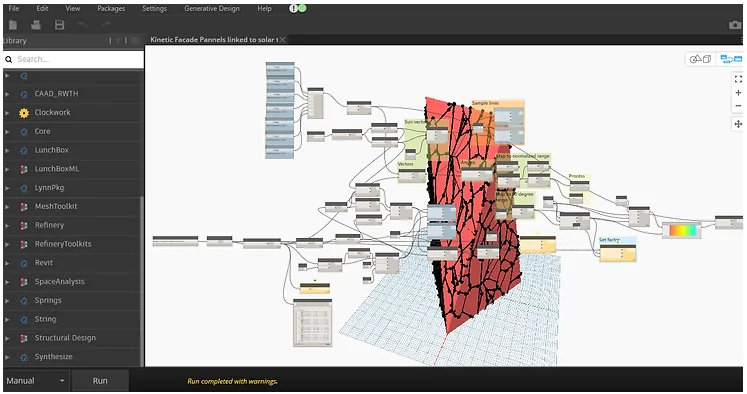 File Edit View Packages Settings Generative Design Help
Library
Kinetic Facade Pannels linked to solar
Search...
CAAD_RWTH
Clockwork
Core
LunchBox
LunchBoxML
LynnPkg
MeshToolkit
Refinery
RefineryToolkits
Revit
SpaceAnalysis
Springs
String
Structural Design
Synthesize
Sample lines
Sun vector
Vectors
Angles
Map to normalized range
Process
Set factor
Manual
Run
Run completed with warnings.